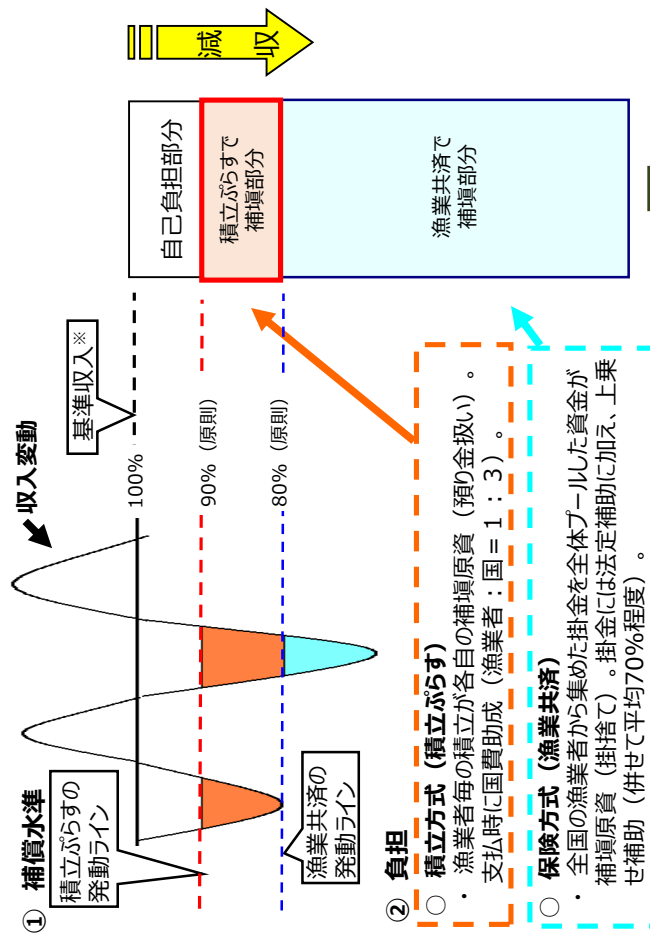 ① 補償水準
収入変動
積立ぷらすの
発動ライン
基準収入※
100%
90%（原則）
80%（原則）
漁業共済の
発動ライン
自己負担部分
積立ぷらすで
補塡部分
漁業共済で
補塡部分
減収
② 負担
○ 積立方式（積立ぷらす）
・ 漁業者毎の積立が各自の補塡原資（預り金扱い）。
支払時に国費助成（漁業者：国＝１：３）。
○ 保険方式（漁業共済）
・ 全国の漁業者から集めた掛金を全体プールした資金が
補塡原資（掛捨て）。掛金には法定補助に加え、上乗
せ補助（併せて平均70%程度）。